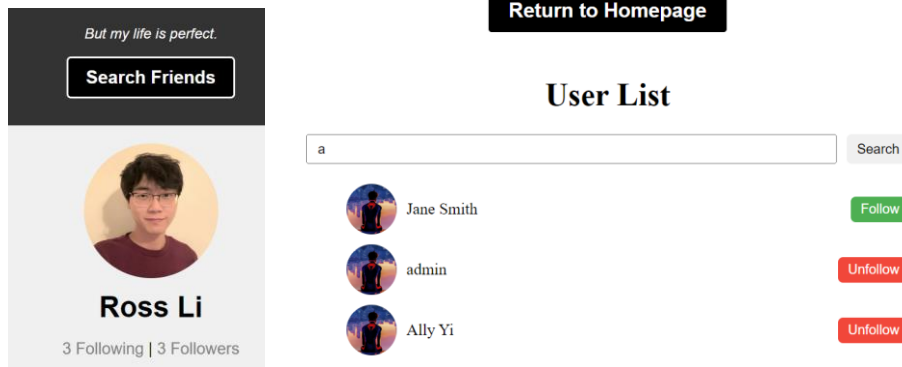 But my life is perfect.
Search Friends
Ross Li
3 Following | 3 Followers
Return to Homepage
User List
a
Search
Jane Smith
Follow
admin
Unfollow
Ally Yi
Unfollow